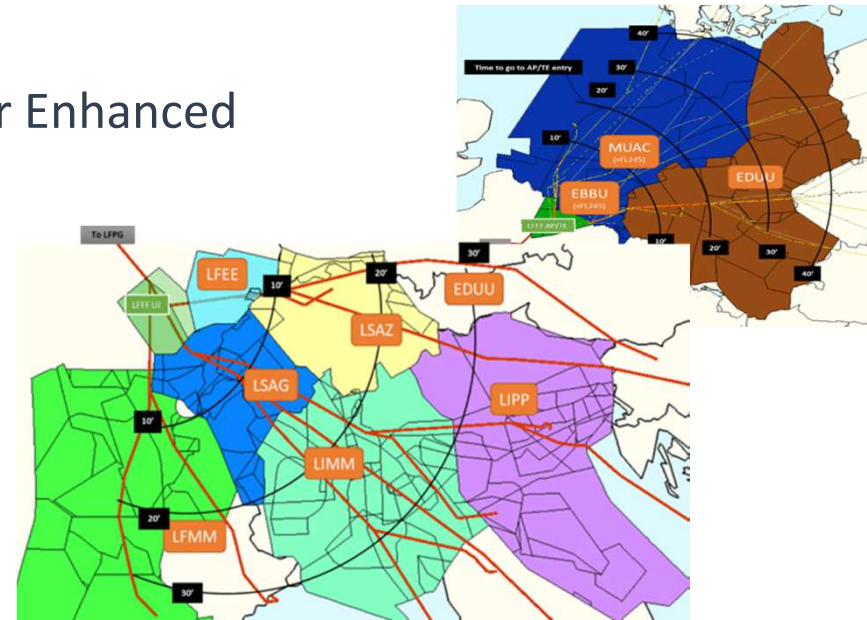 r Enhanced
40'
Time to go to AP/TE entry
30'
20'
10'
MUAC
(>FL245)
EDUU
EBBU
(<FL245)
LFFF AP/TE
10'
20'
30'
40'
To LFPG
30'
LFEE
20'
10'
EDUU
LFFF UJ
LSAZ
LSAG
LIPP
10'
LIMM
20'
LFMM
30'